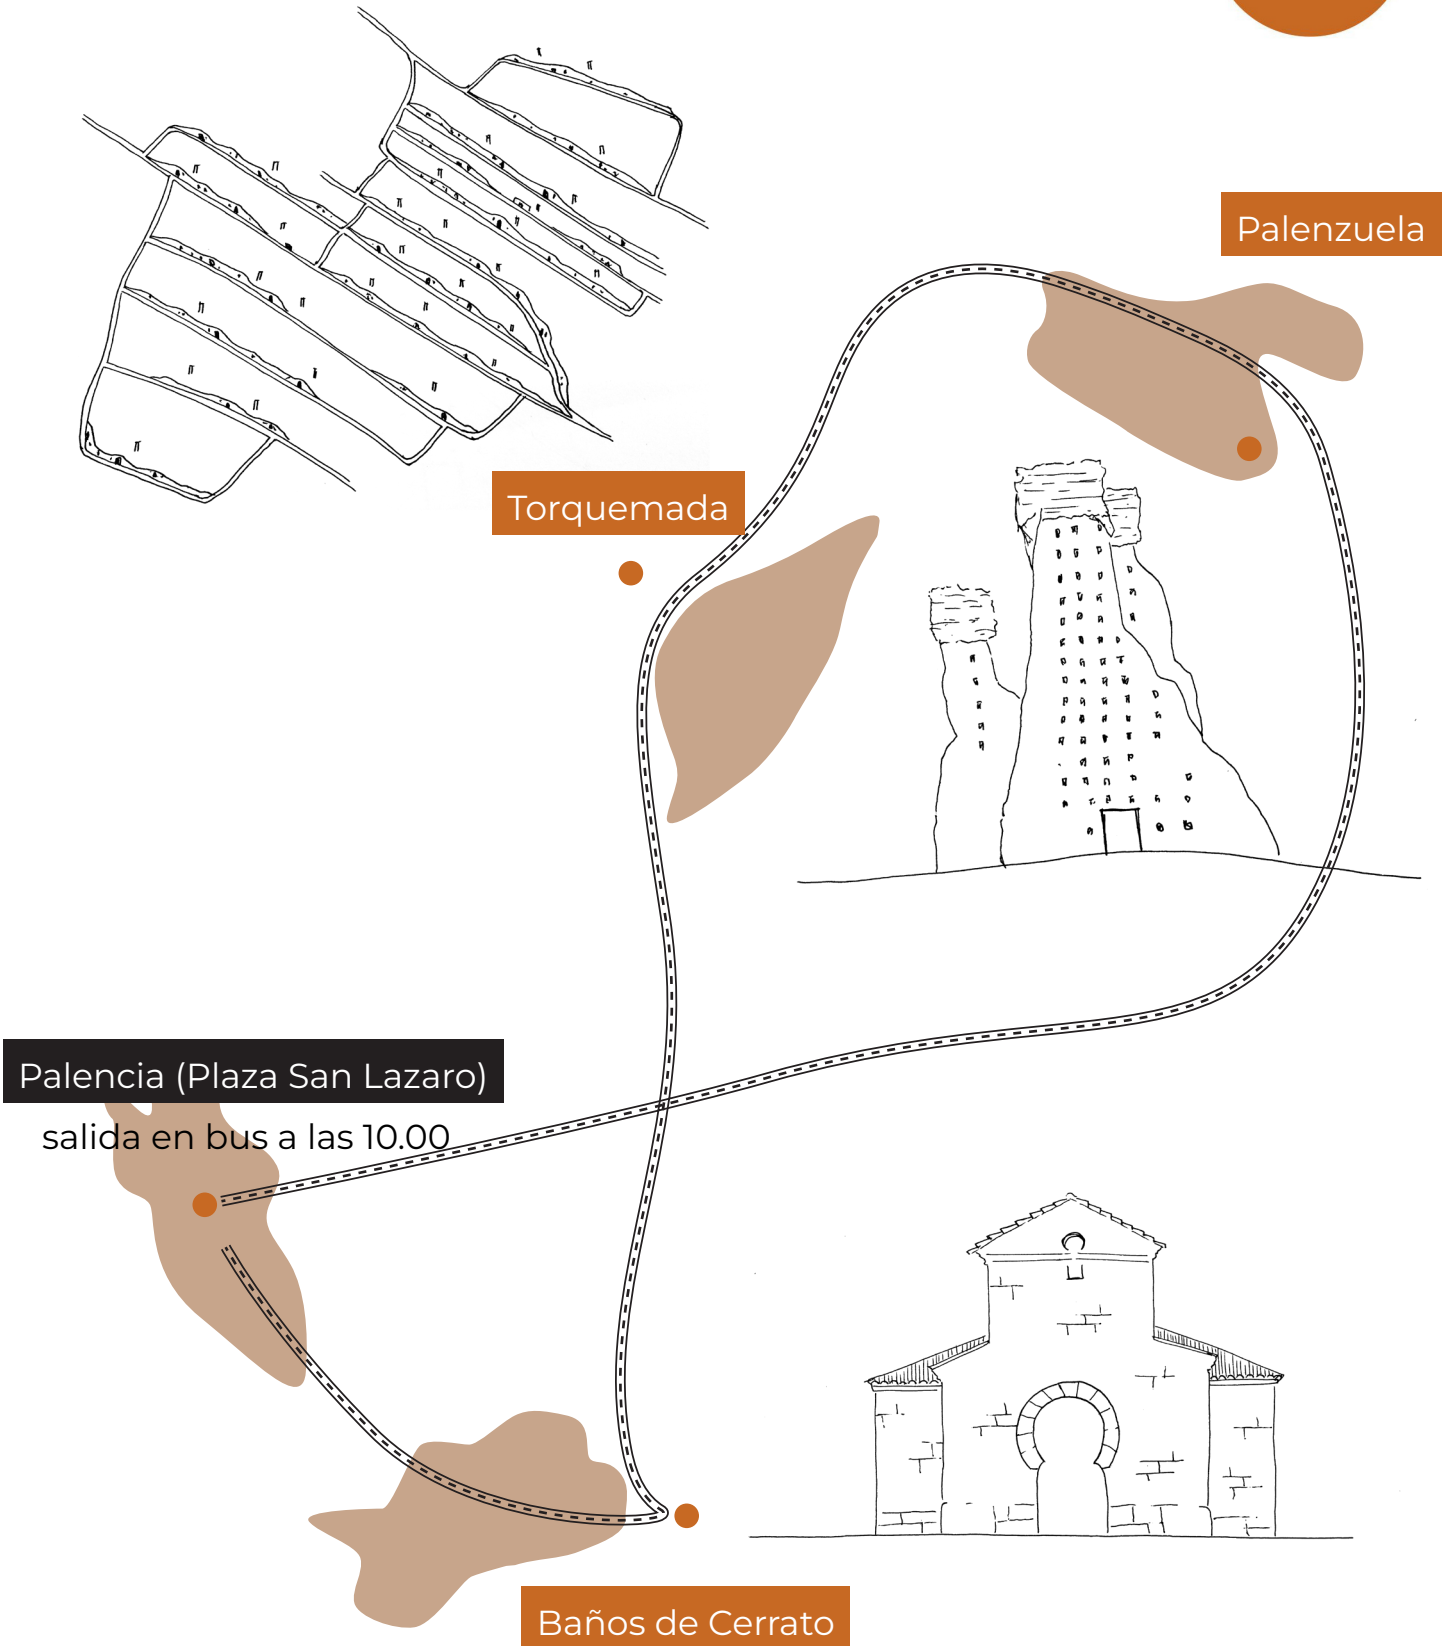 Palenzuela
Torquemada
Palencia (Plaza San Lazaro)
salida en bus a las 10.00
Baños de Cerrato